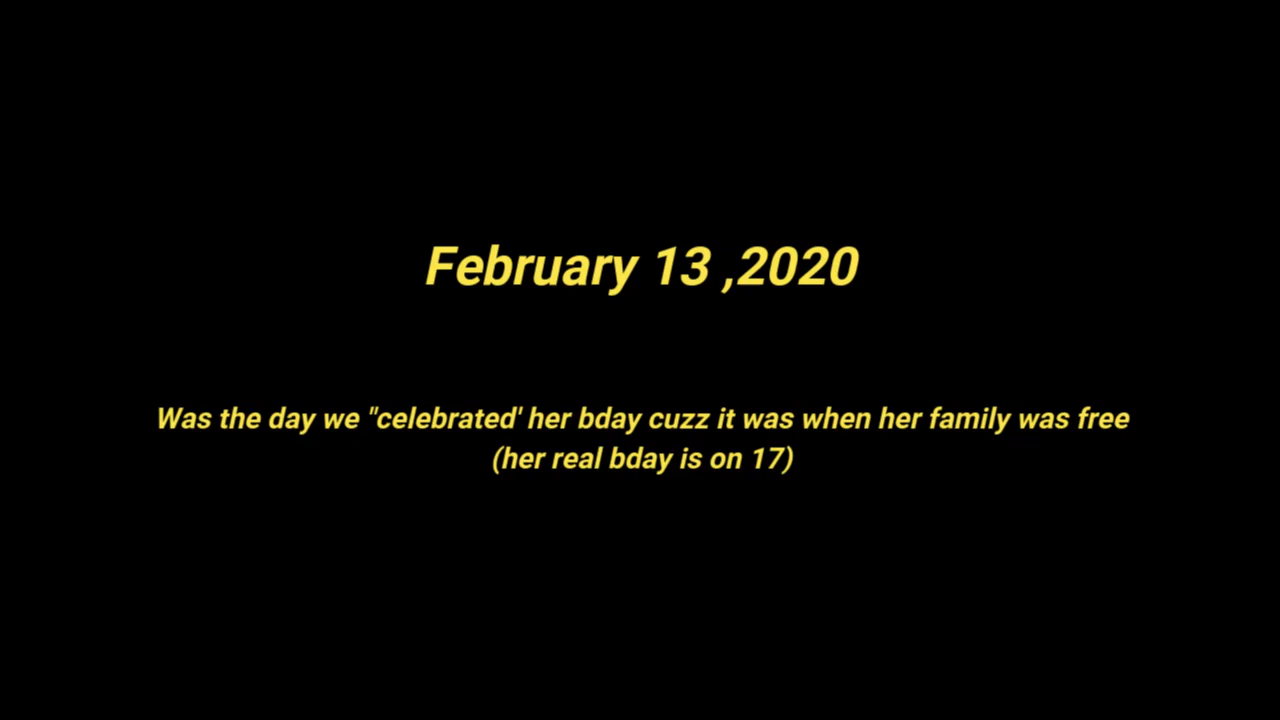 February 13 ,2020
Was the day we "celebrated' her bday cuzz it was when her family was free
(her real bday is on 17)